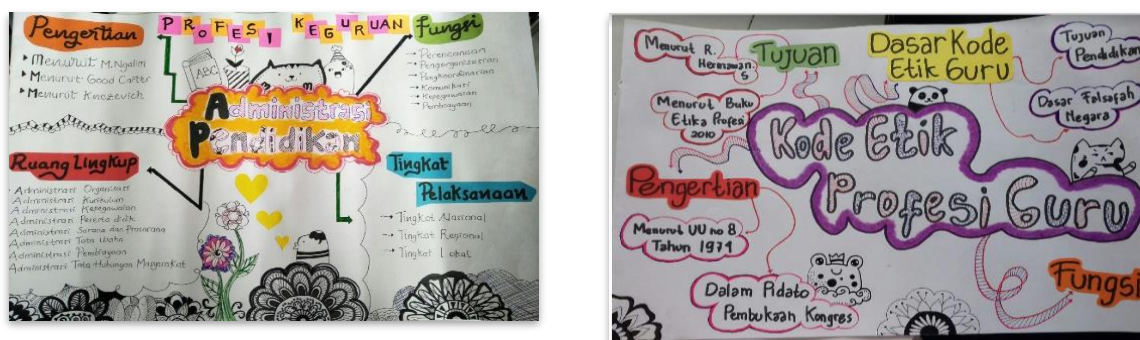 PROFESI KEGURUAN
Pengertian
Menurut M.Ngalim
Menurut Good Carter
Menurut Knezevich
Fungsi
Perencanaan
Pengorganisasian
Pengkoordinasian
Komunikasi
Kepegawaian
Pembiayaan
ABC
Administrasi
Pendidikan
Ruang Lingkup
Administrasi Organisasi
Administrasi Kurikulum
Administrasi Kepegawaian
Administrasi Peserta didik
Administrasi Sarana dan Prasarana
Administrasi Tata Usaha
Administrasi Pembiayaan
Administrasi Tata Hubungan Masyarakat
Tingkat
Pelaksanaan
Tingkat Nasional
Tingkat Regional
Tingkat Lokal
Menurut R.
Hermawan.
S
Tujuan
Menurut Buku
Etika Profesi
2010
Dasar Kode
Etik Guru
Tujuan
Pendidikan
Dasar Falsafah
Negara
Kode Etik
Profesi Guru
Pengertian
Menurut UU no 8
Tahun 1974
Dalam Pidato
Pembukaan Kongres
Fungsi